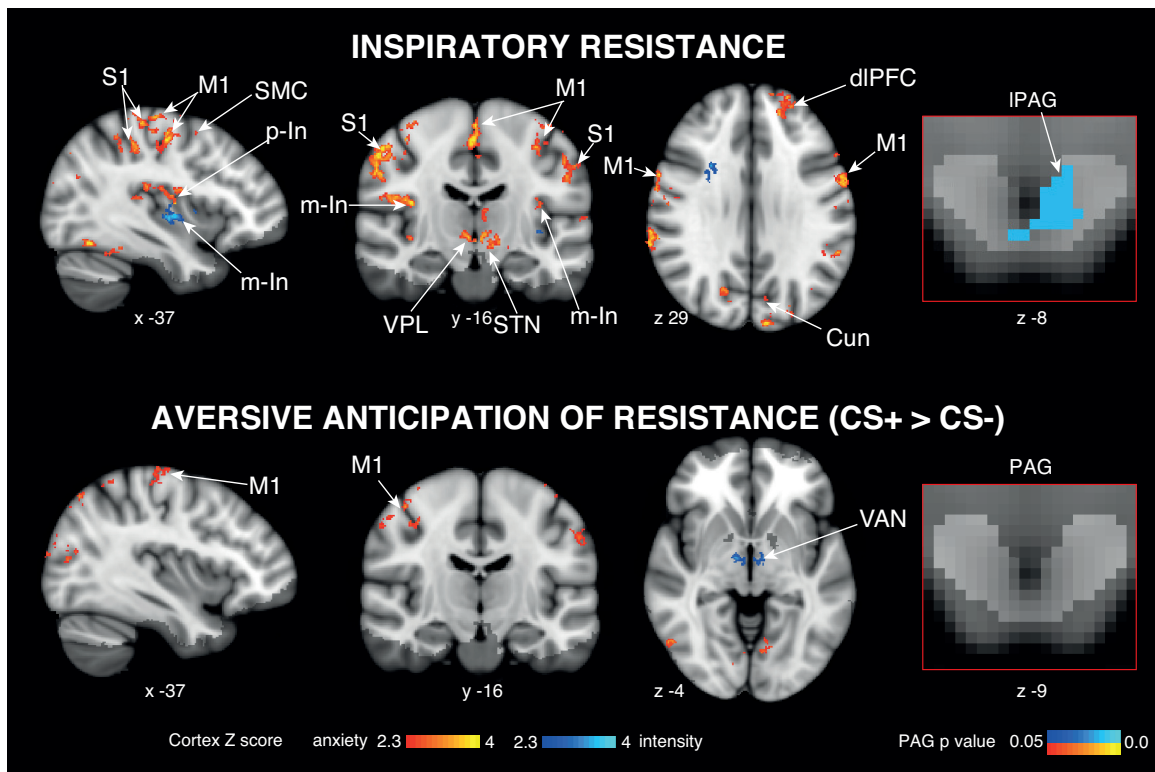 INSPIRATORY RESISTANCE
S1
M1
SMC
p-In
m-In
x -37
M1
S1
S1
m-In
m-In
VPL
y -16
STN
dlPFC
M1
M1
Cun
z 29
lPAG
z -8
AVERSIVE ANTICIPATION OF RESISTANCE (CS+ > CS-)
M1
x -37
M1
y -16
VAN
z -4
PAG
z -9
Cortex Z score anxiety 2.3 4 2.3 4 intensity
PAG p value 0.05 0.0